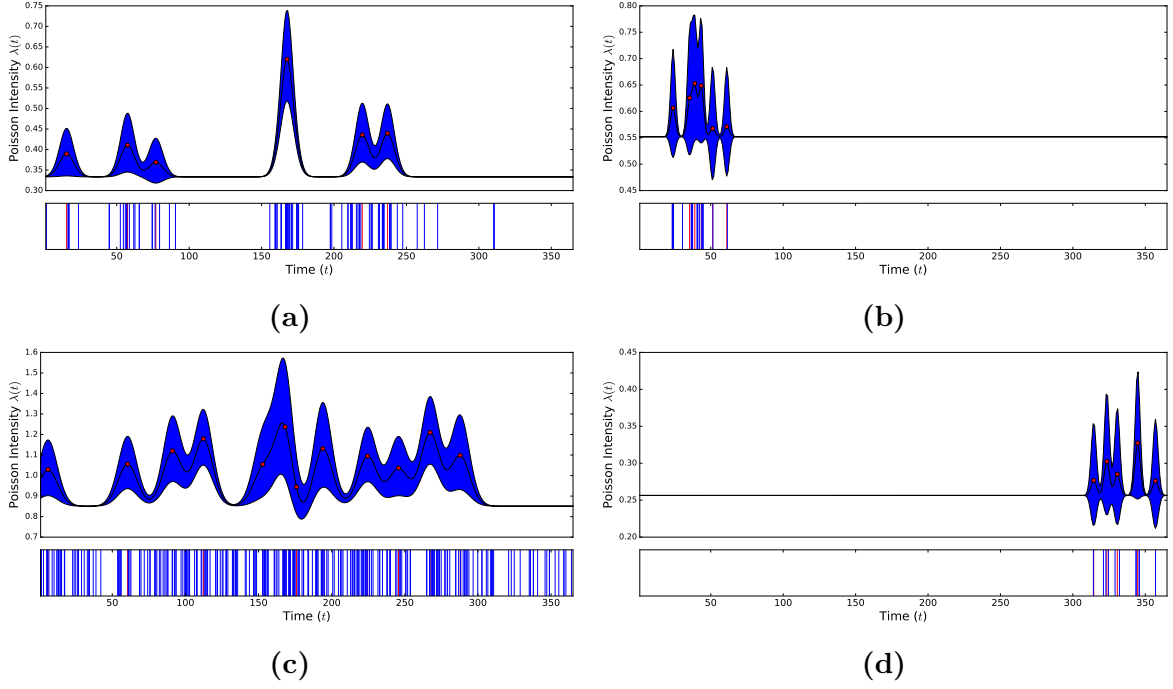 Poisson Intensity λ(t)
0.75
0.70
0.65
0.60
0.55
0.50
0.45
0.40
0.35
0.30
50 100 150 200 250 300 350
Time (t)
(a)
Poisson Intensity λ(t)
0.80
0.75
0.70
0.65
0.60
0.55
0.50
0.45
50 100 150 200 250 300 350
Time (t)
(b)
Poisson Intensity λ(t)
1.6
1.5
1.4
1.3
1.2
1.1
1.0
0.9
0.8
0.7
50 100 150 200 250 300 350
Time (t)
(c)
Poisson Intensity λ(t)
0.45
0.40
0.35
0.30
0.25
0.20
50 100 150 200 250 300 350
Time (t)
(d)